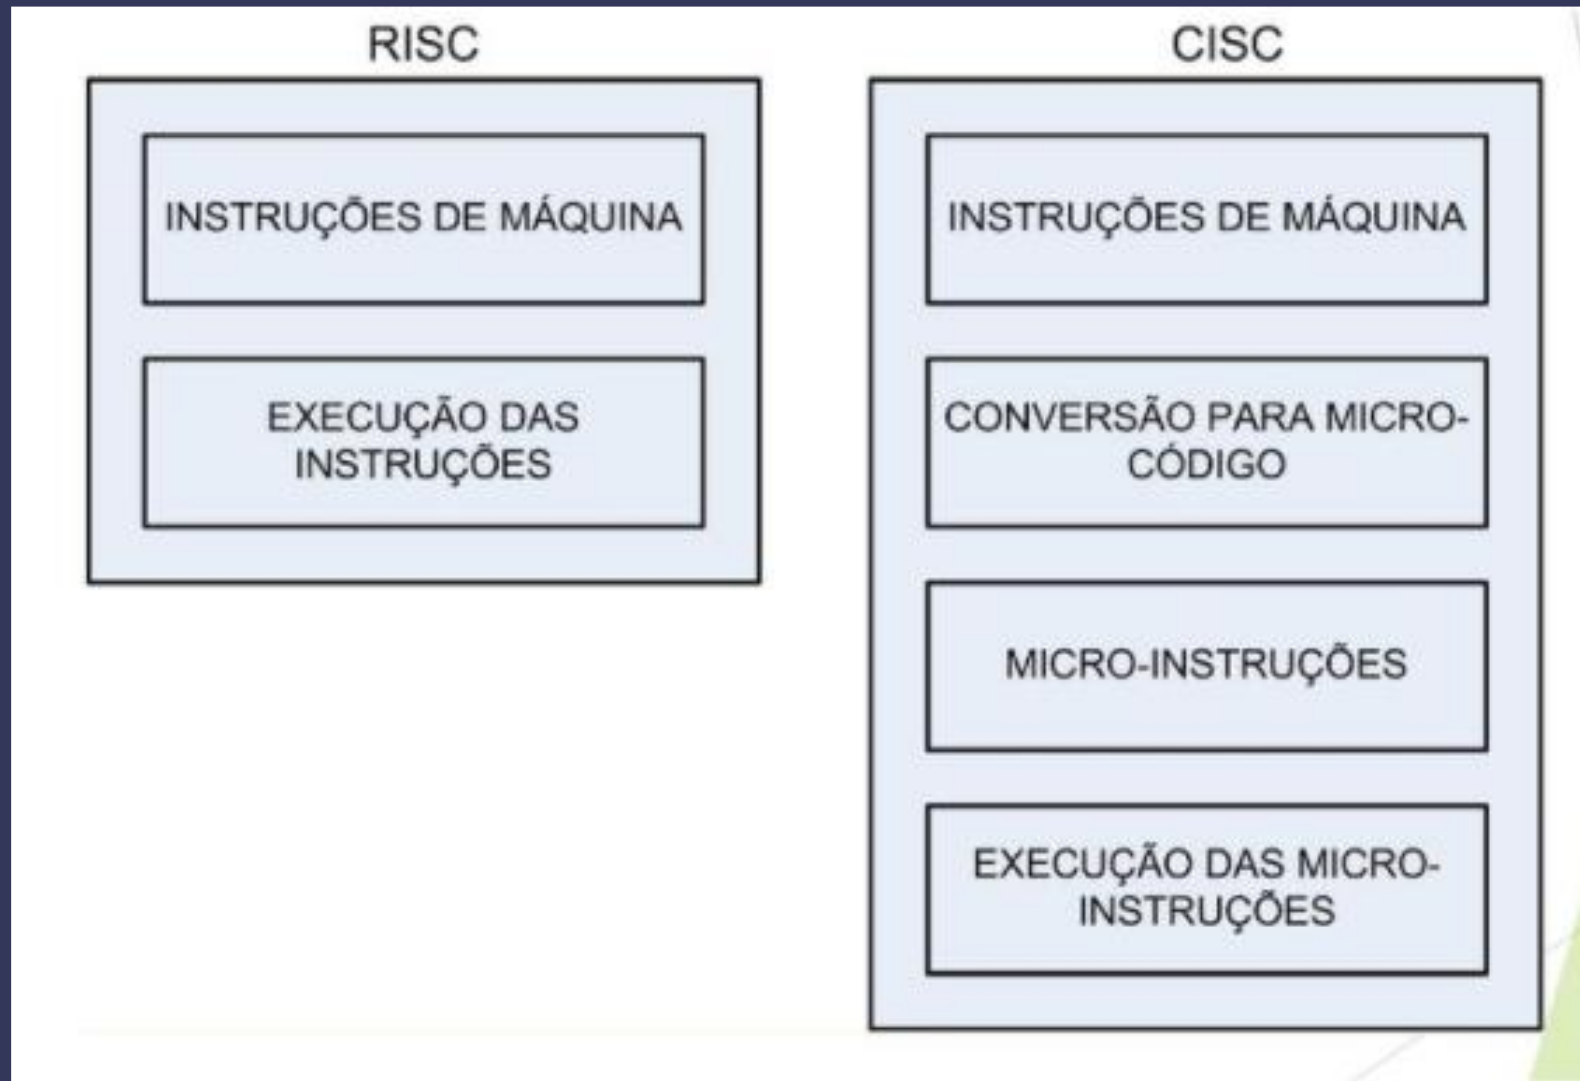 RISC
INSTRUÇÕES DE MÁQUINA
EXECUÇÃO DAS
INSTRUÇÕES
CISC
INSTRUÇÕES DE MÁQUINA
CONVERSÃO PARA MICRO-
CÓDIGO
MICRO-INSTRUÇÕES
EXECUÇÃO DAS MICRO-
INSTRUÇÕES